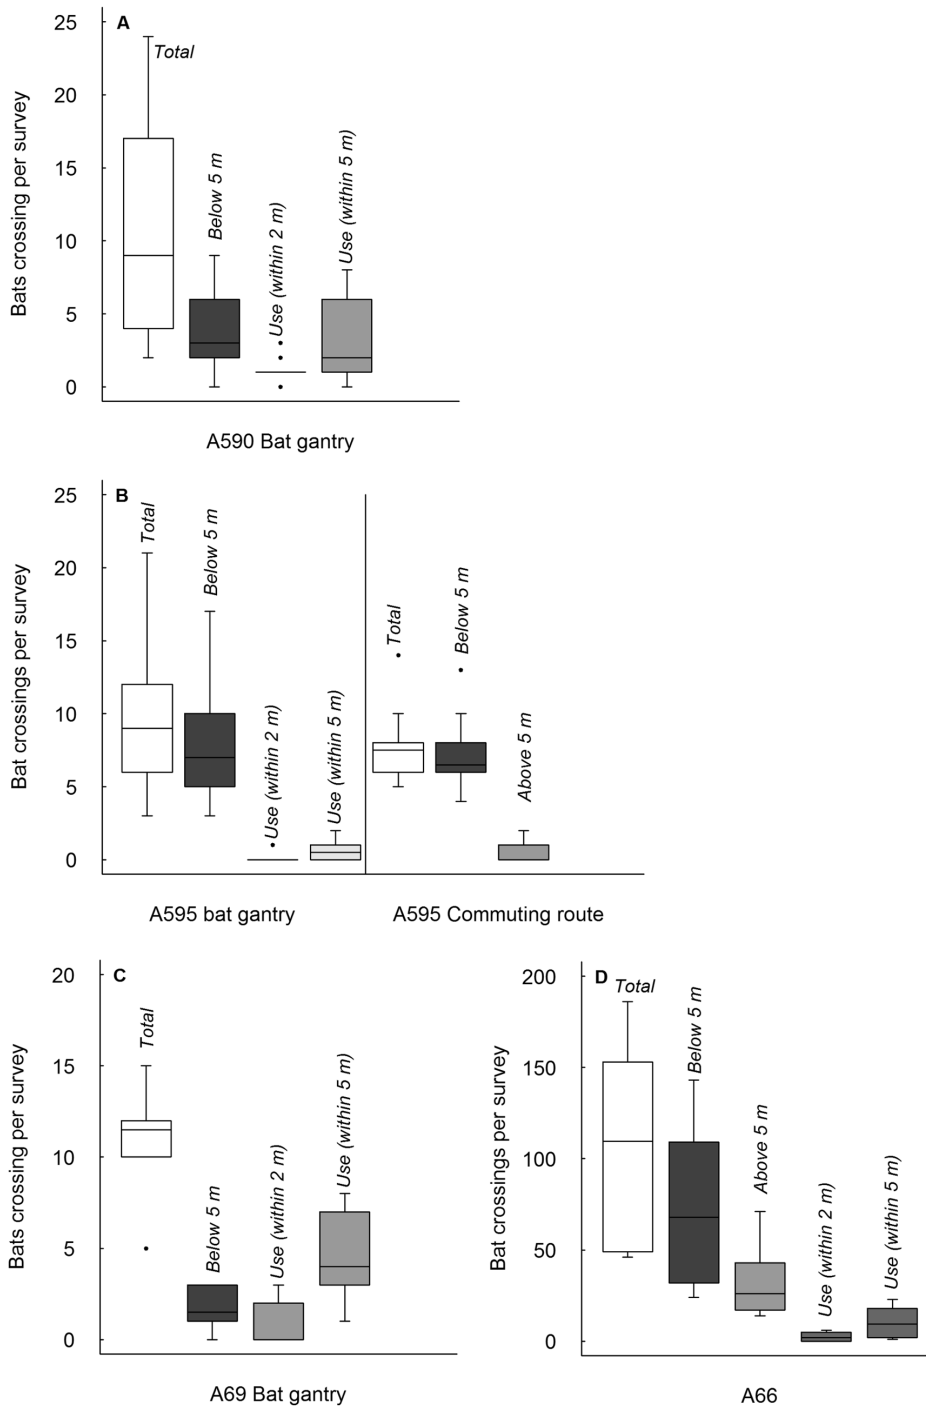 A
Bats crossing per survey
25
20
15
10
5
0
Total
Below 5 m
Use (within 2 m)
Use (within 5 m)
A590 Bat gantry
B
Bat crossings per survey
25
20
15
10
5
0
Total
Below 5 m
Use (within 2 m)
Use (within 5 m)
Total
Below 5 m
Above 5 m
A595 bat gantry
A595 Commuting route
C
Bats crossing per survey
20
15
10
5
0
Total
Below 5 m
Use (within 2 m)
Use (within 5 m)
A69 Bat gantry
D
Bat crossings per survey
200
150
100
50
0
Total
Below 5 m
Above 5 m
Use (within 2 m)
Use (within 5 m)
A66